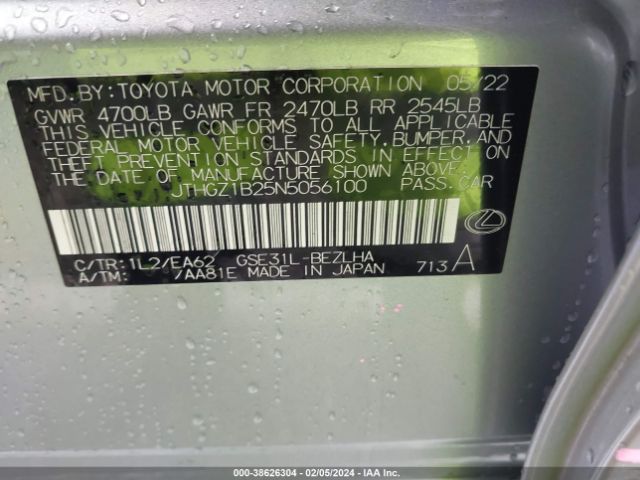 MFD. BY: TOYOTA MOTOR CORPORATION 05/22
GVWR 4700LB GAWR FR 2470LB RR 2545LB
THIS VEHICLE CONFORMS TO ALL APPLICABLE
FEDERAL MOTOR VEHICLE SAFETY, BUMPER, AND
THEFT PREVENTION STANDARDS IN EFFECT ON
THE DATE OF MANUFACTURE SHOWN ABOVE.
JTHGZ1B25N5056100 PASS. CAR
C/TR: 1L2/EA62 GSE31L-BEZLHA
A/TM: /AA81E MADE IN JAPAN 713 A
000-38626304 - 02/05/2024 - IAA Inc.